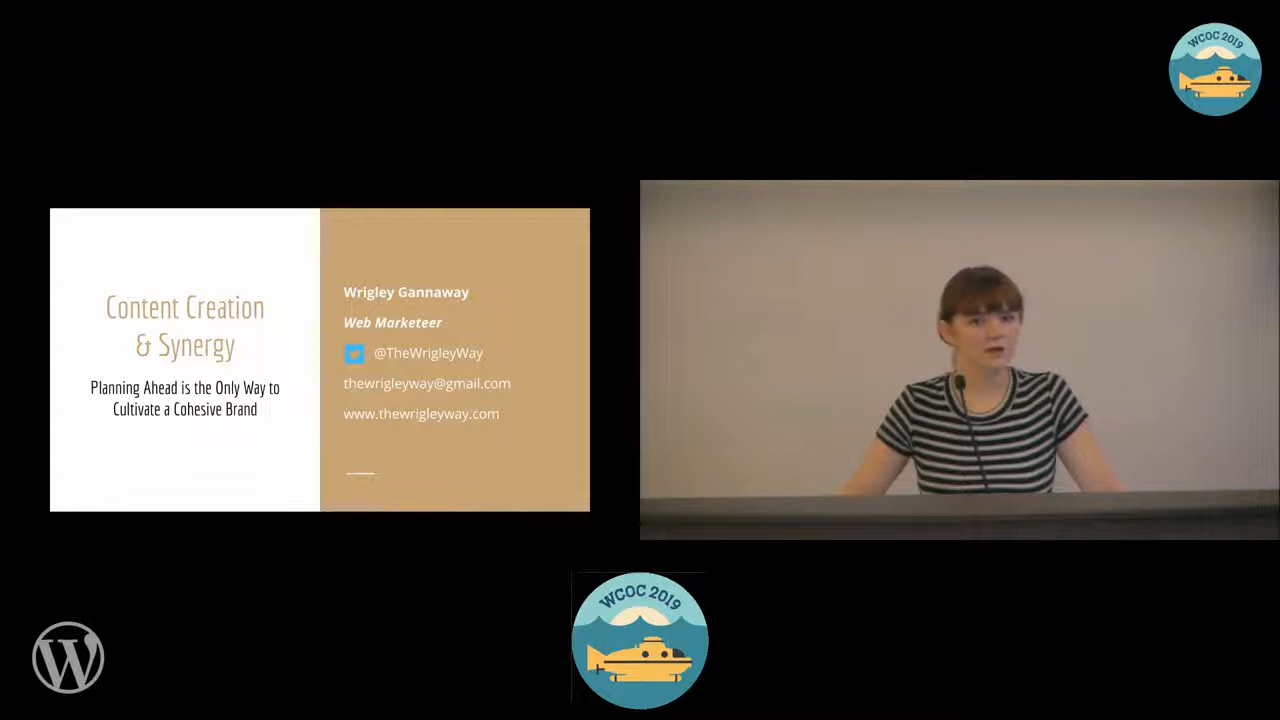 WCOC 2019
Content Creation
& Synergy
Planning Ahead is the Only Way to
Cultivate a Cohesive Brand
Wrigley Gannaway
Web Marketeer
@TheWrigleyWay
thewrigleyway@gmail.com
www.thewrigleyway.com
W
WCOC 2019